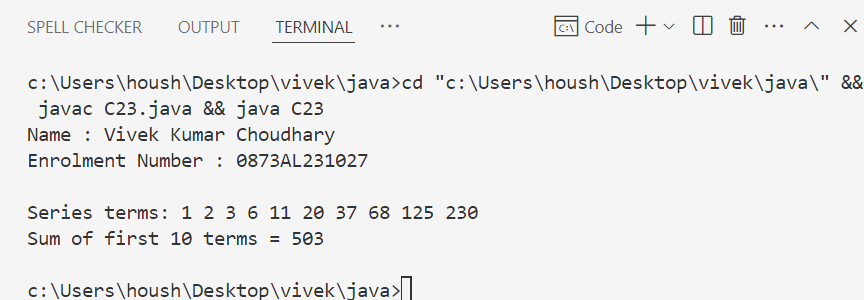 SPELL CHECKER OUTPUT TERMINAL ... Code
c:\Users\housh\Desktop\vivek\java>cd "c:\Users\housh\Desktop\vivek\java\" &&
javac C23.java && java C23
Name : Vivek Kumar Choudhary
Enrolment Number : 0873AL231027
Series terms: 1 2 3 6 11 20 37 68 125 230
Sum of first 10 terms = 503
c:\Users\housh\Desktop\vivek\java>